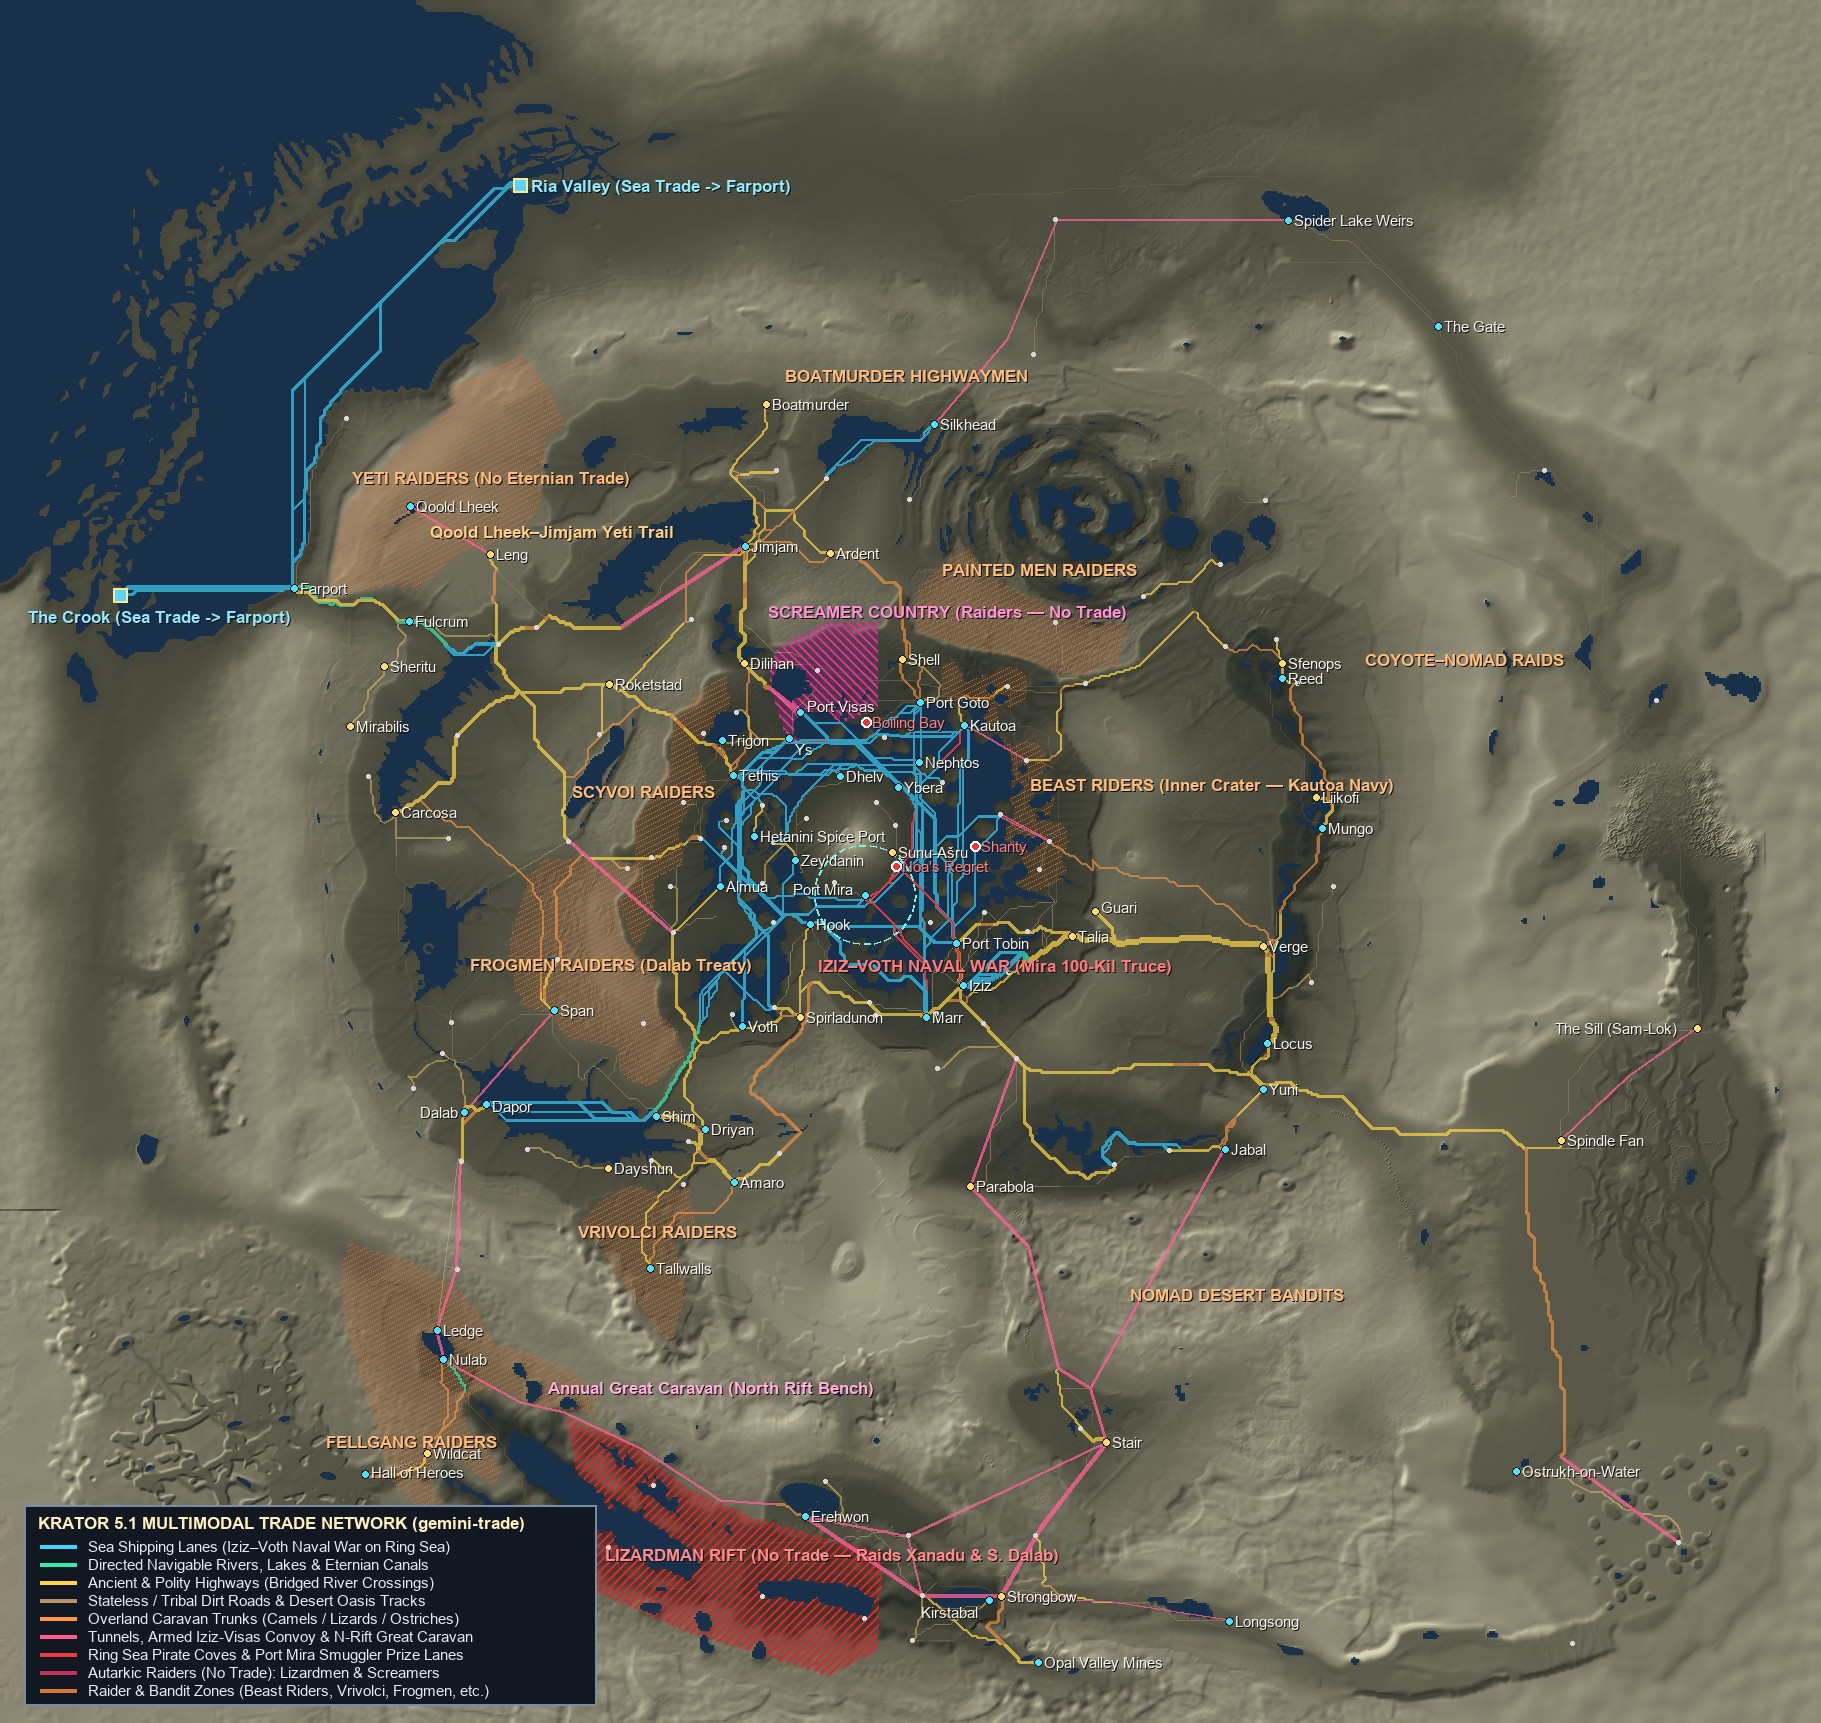 Ria Valley (Sea Trade -> Farport)
Spider Lake Weirs
The Gate
BOATMURDER HIGHWAYMEN
Boatmurder
Silkhead
YETI RAIDERS (No Eternian Trade)
Qoold Lheek
Qoold Lheek–Jimjam Yeti Trail
Leng
Jimjam
Ardent
PAINTED MEN RAIDERS
Farport
The Crook (Sea Trade -> Farport)
Fulcrum
SCREAMER COUNTRY (Raiders — No Trade)
Sheritu
Dilihan
Shell
Sfenops
COYOTE–NOMAD RAIDS
Reed
Roketstad
Port Visas
Port Goto
Mirabilis
Boiling Bay
Kautoa
Trigon
Ys
Nephtos
Tethis
Dhelv
Ybera
BEAST RIDERS (Inner Crater — Kautoa Navy)
SCYVOI RAIDERS
Liikofi
Carcosa
Mungo
Hetanini Spice Port
Shanty
Sunu-Ašru
Zeyldanin
Noa's Regret
Almua
Port Mira
Guari
Hook
Talia
Port Tobin
Verge
FROGMEN RAIDERS (Dalab Treaty)
IZIZ–VOTH NAVAL WAR (Mira 100-Kil Truce)
Iziz
Span
Spirladunon
Marr
Voth
The Sill (Sam-Lok)
Locus
Yuni
Dalab
Dapor
Shim
Driyan
Spindle Fan
Jabal
Dayshun
Amaro
Parabola
VRIVOLCI RAIDERS
Tallwalls
NOMAD DESERT BANDITS
Ledge
Nulab
Annual Great Caravan (North Rift Bench)
FELLGANG RAIDERS
Wildcat
Hall of Heroes
Stair
Ostrukh-on-Water
Erehwon
LIZARDMAN RIFT (No Trade — Raids Xanadu & S. Dalab)
Strongbow
Kirstabal
Longsong
Opal Valley Mines
KRATOR 5.1 MULTIMODAL TRADE NETWORK (gemini-trade)
Sea Shipping Lanes (Iziz–Voth Naval War on Ring Sea)
Directed Navigable Rivers, Lakes & Eternian Canals
Ancient & Polity Highways (Bridged River Crossings)
Stateless / Tribal Dirt Roads & Desert Oasis Tracks
Overland Caravan Trunks (Camels / Lizards / Ostriches)
Tunnels, Armed Iziz-Visas Convoy & N-Rift Great Caravan
Ring Sea Pirate Coves & Port Mira Smuggler Prize Lanes
Autarkic Raiders (No Trade): Lizardmen & Screamers
Raider & Bandit Zones (Beast Riders, Vrivolci, Frogmen, etc.)